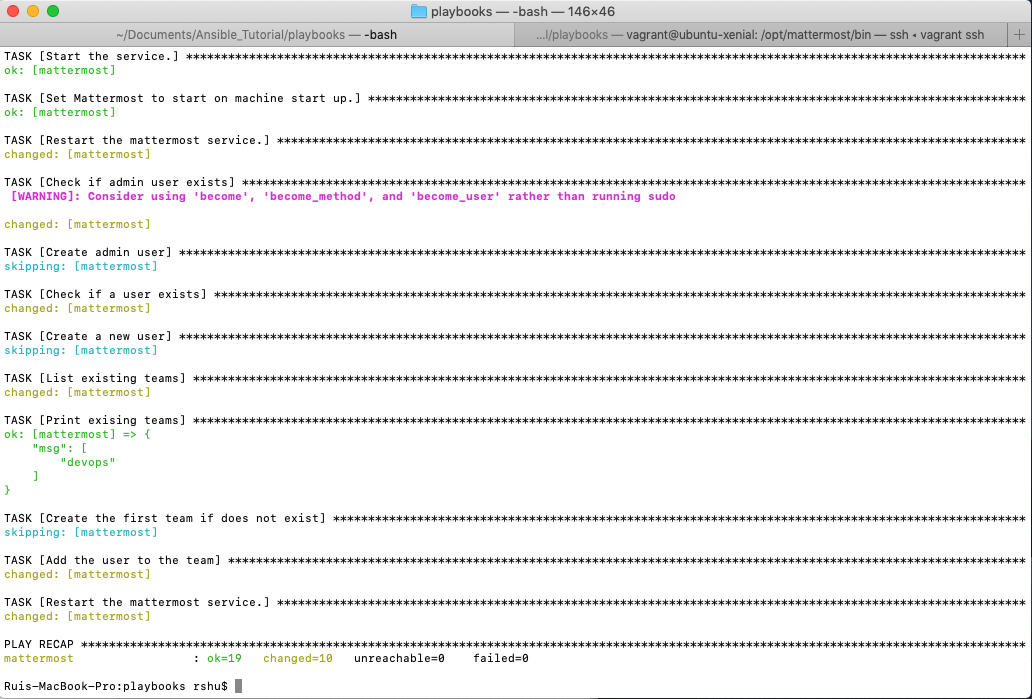 playbooks — -bash — 146×46
~/Documents/Ansible_Tutorial/playbooks — -bash
...l/playbooks — vagrant@ubuntu-xenial: /opt/mattermost/bin — ssh ◂ vagrant ssh
+
TASK [Start the service.] ************************************************************************************************************************
ok: [mattermost]
TASK [Set Mattermost to start on machine start up.] **********************************************************************************************
ok: [mattermost]
TASK [Restart the mattermost service.] ***********************************************************************************************************
changed: [mattermost]
TASK [Check if admin user exists] ****************************************************************************************************************
[WARNING]: Consider using 'become', 'become_method', and 'become_user' rather than running sudo
changed: [mattermost]
TASK [Create admin user] *************************************************************************************************************************
skipping: [mattermost]
TASK [Check if a user exists] ********************************************************************************************************************
changed: [mattermost]
TASK [Create a new user] *************************************************************************************************************************
skipping: [mattermost]
TASK [List existing teams] ***********************************************************************************************************************
changed: [mattermost]
TASK [Print exising teams] ***********************************************************************************************************************
ok: [mattermost] => {
    "msg": [
        "devops"
    ]
}
TASK [Create the first team if does not exist] ***************************************************************************************************
skipping: [mattermost]
TASK [Add the user to the team] ******************************************************************************************************************
changed: [mattermost]
TASK [Restart the mattermost service.] ***********************************************************************************************************
changed: [mattermost]
PLAY RECAP ***************************************************************************************************************************************
mattermost                 : ok=19   changed=10   unreachable=0    failed=0
Ruis-MacBook-Pro:playbooks rshu$